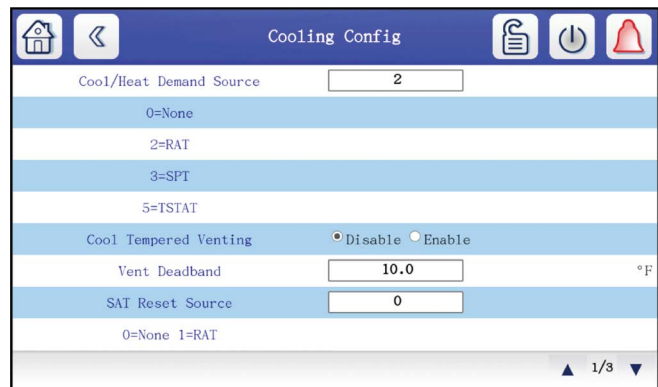 Cooling Config
Cool/Heat Demand Source 2
0=None
2=RAT
3=SPT
5=TSTAT
Cool Tempered Venting Disable Enable
Vent Deadband 10.0 °F
SAT Reset Source 0
0=None 1=RAT
1/3